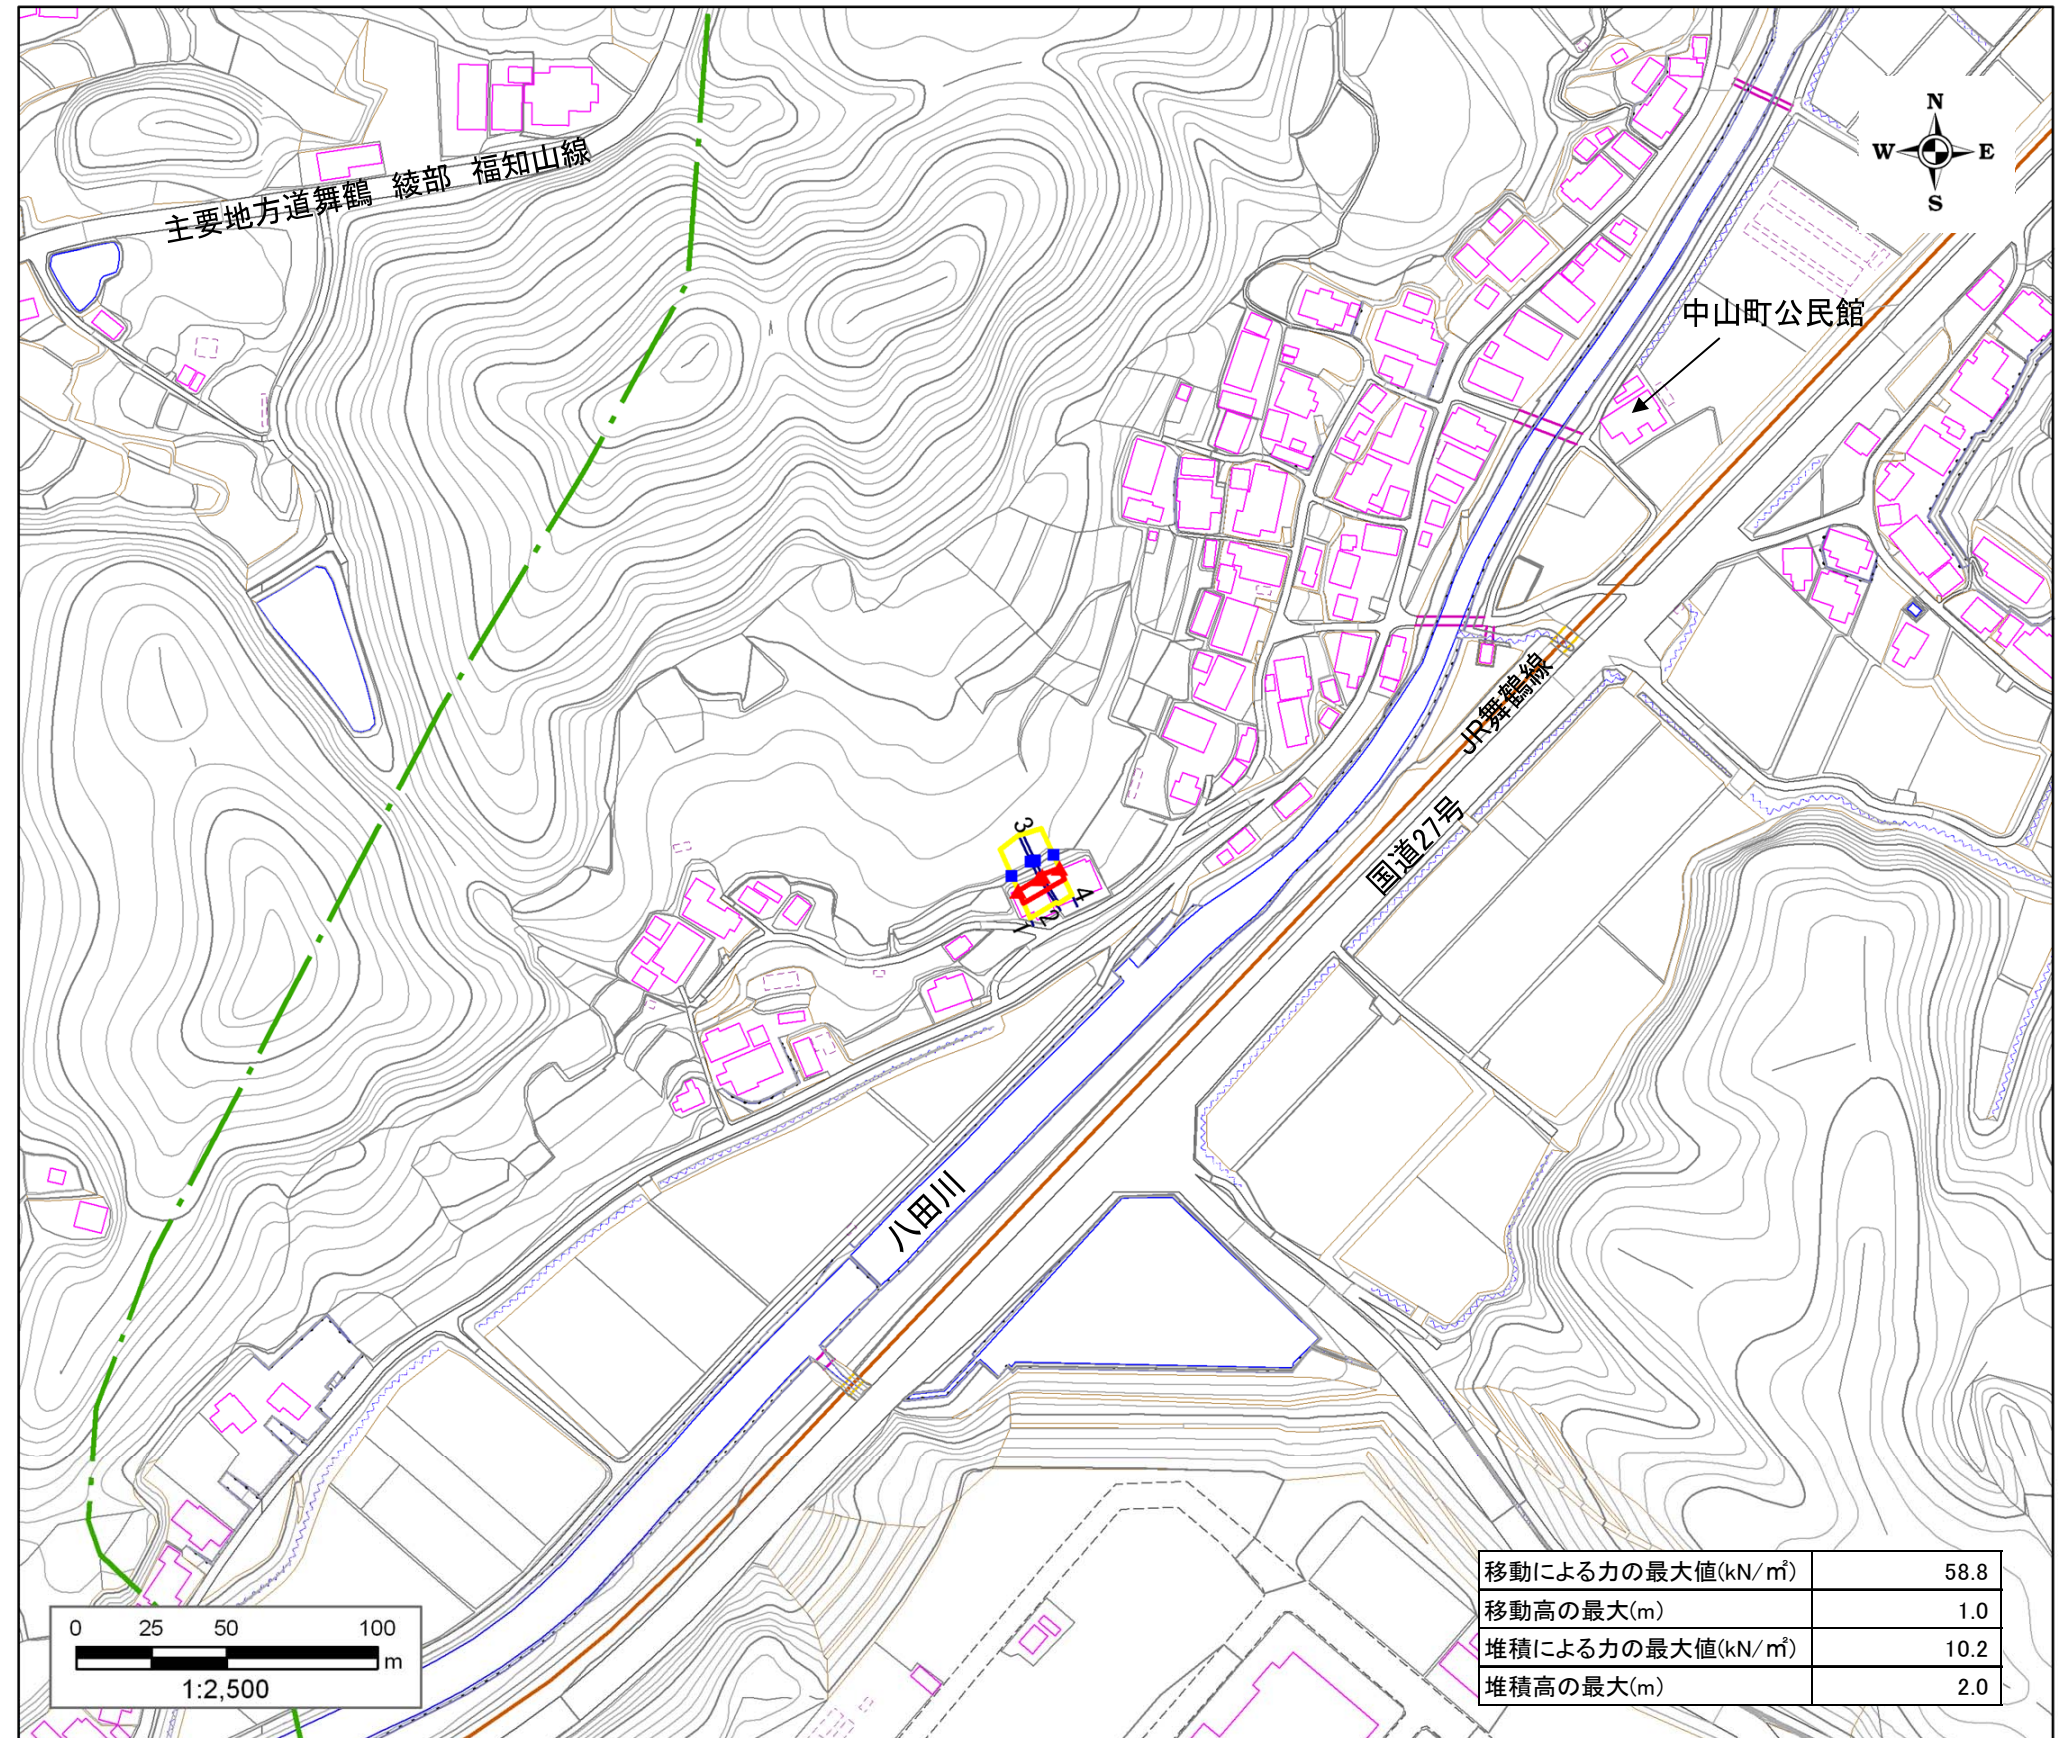 N
W E
S
主要地方道舞鶴 綾部 福知山線
中山町公民館
JR舞鶴線
国道27号
3
4
2
1
八田川
移動による力の最大値(kN/㎡) 58.8
移動高の最大(m) 1.0
堆積による力の最大値(kN/㎡) 10.2
堆積高の最大(m) 2.0
0 25 50 100
m
1:2,500